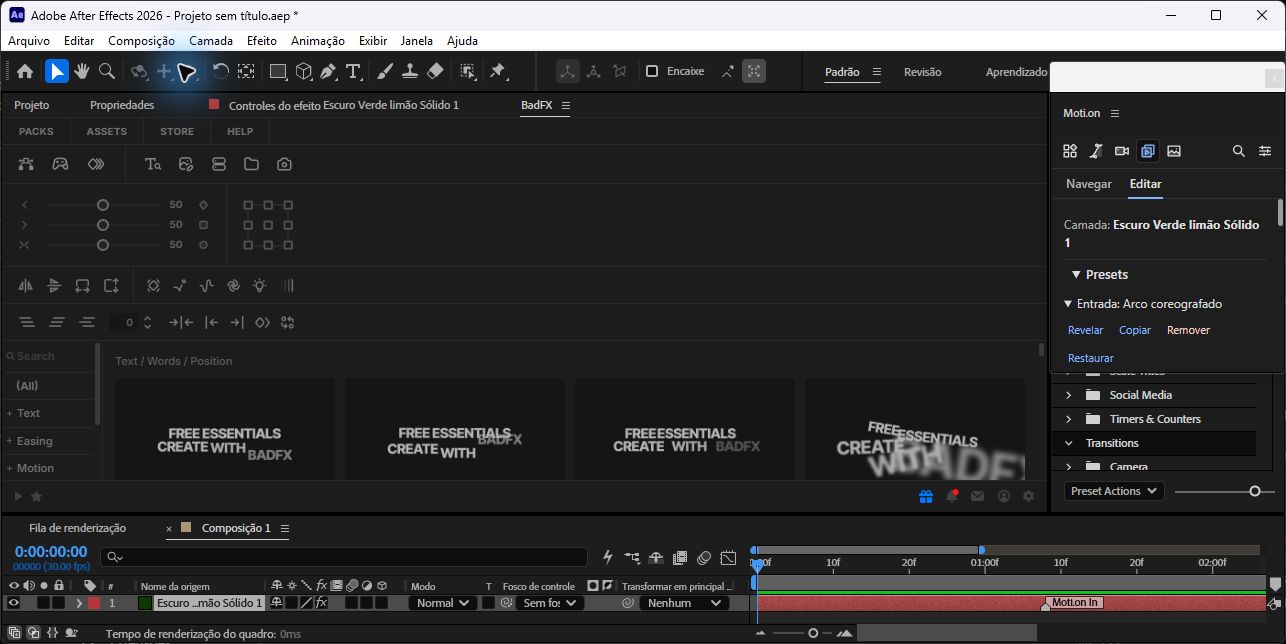 Ae Adobe After Effects 2026 - Projeto sem título.aep *
Arquivo Editar Composição Camada Efeito Animação Exibir Janela Ajuda
Encaixe Padrão Revisão Aprendizado
Projeto Propriedades Controles do efeito Escuro Verde limão Sólido 1 BadFX
PACKS ASSETS STORE HELP
50
50
50
0
Search
(All)
+ Text
+ Easing
+ Motion
Text / Words / Position
FREE ESSENTIALS
CREATE WITH BADFX
FREE ESSENTIALS
CREATE WITH BADFX
FREE ESSENTIALS
CREATE WITH BADFX
FREE ESSENTIALS
CREATE WITH BADFX
Moti.on
Navegar Editar
Camada: Escuro Verde limão Sólido
1
Presets
Entrada: Arco coreografado
Revelar Copiar Remover
Restaurar
Social Media
Timers & Counters
Transitions
Camera
Preset Actions
Fila de renderização × Composição 1
0:00:00:00
00000 (30.00 fps)
0:00f 10f 20f 01:00f 10f 20f 02:00f
# Nome da origem fx Modo T Fosco de controle Transformar em principal ...
1 Escuro ...mão Sólido 1 fx Normal Sem fos Nenhum
Moti.on In
Tempo de renderização do quadro: 0ms